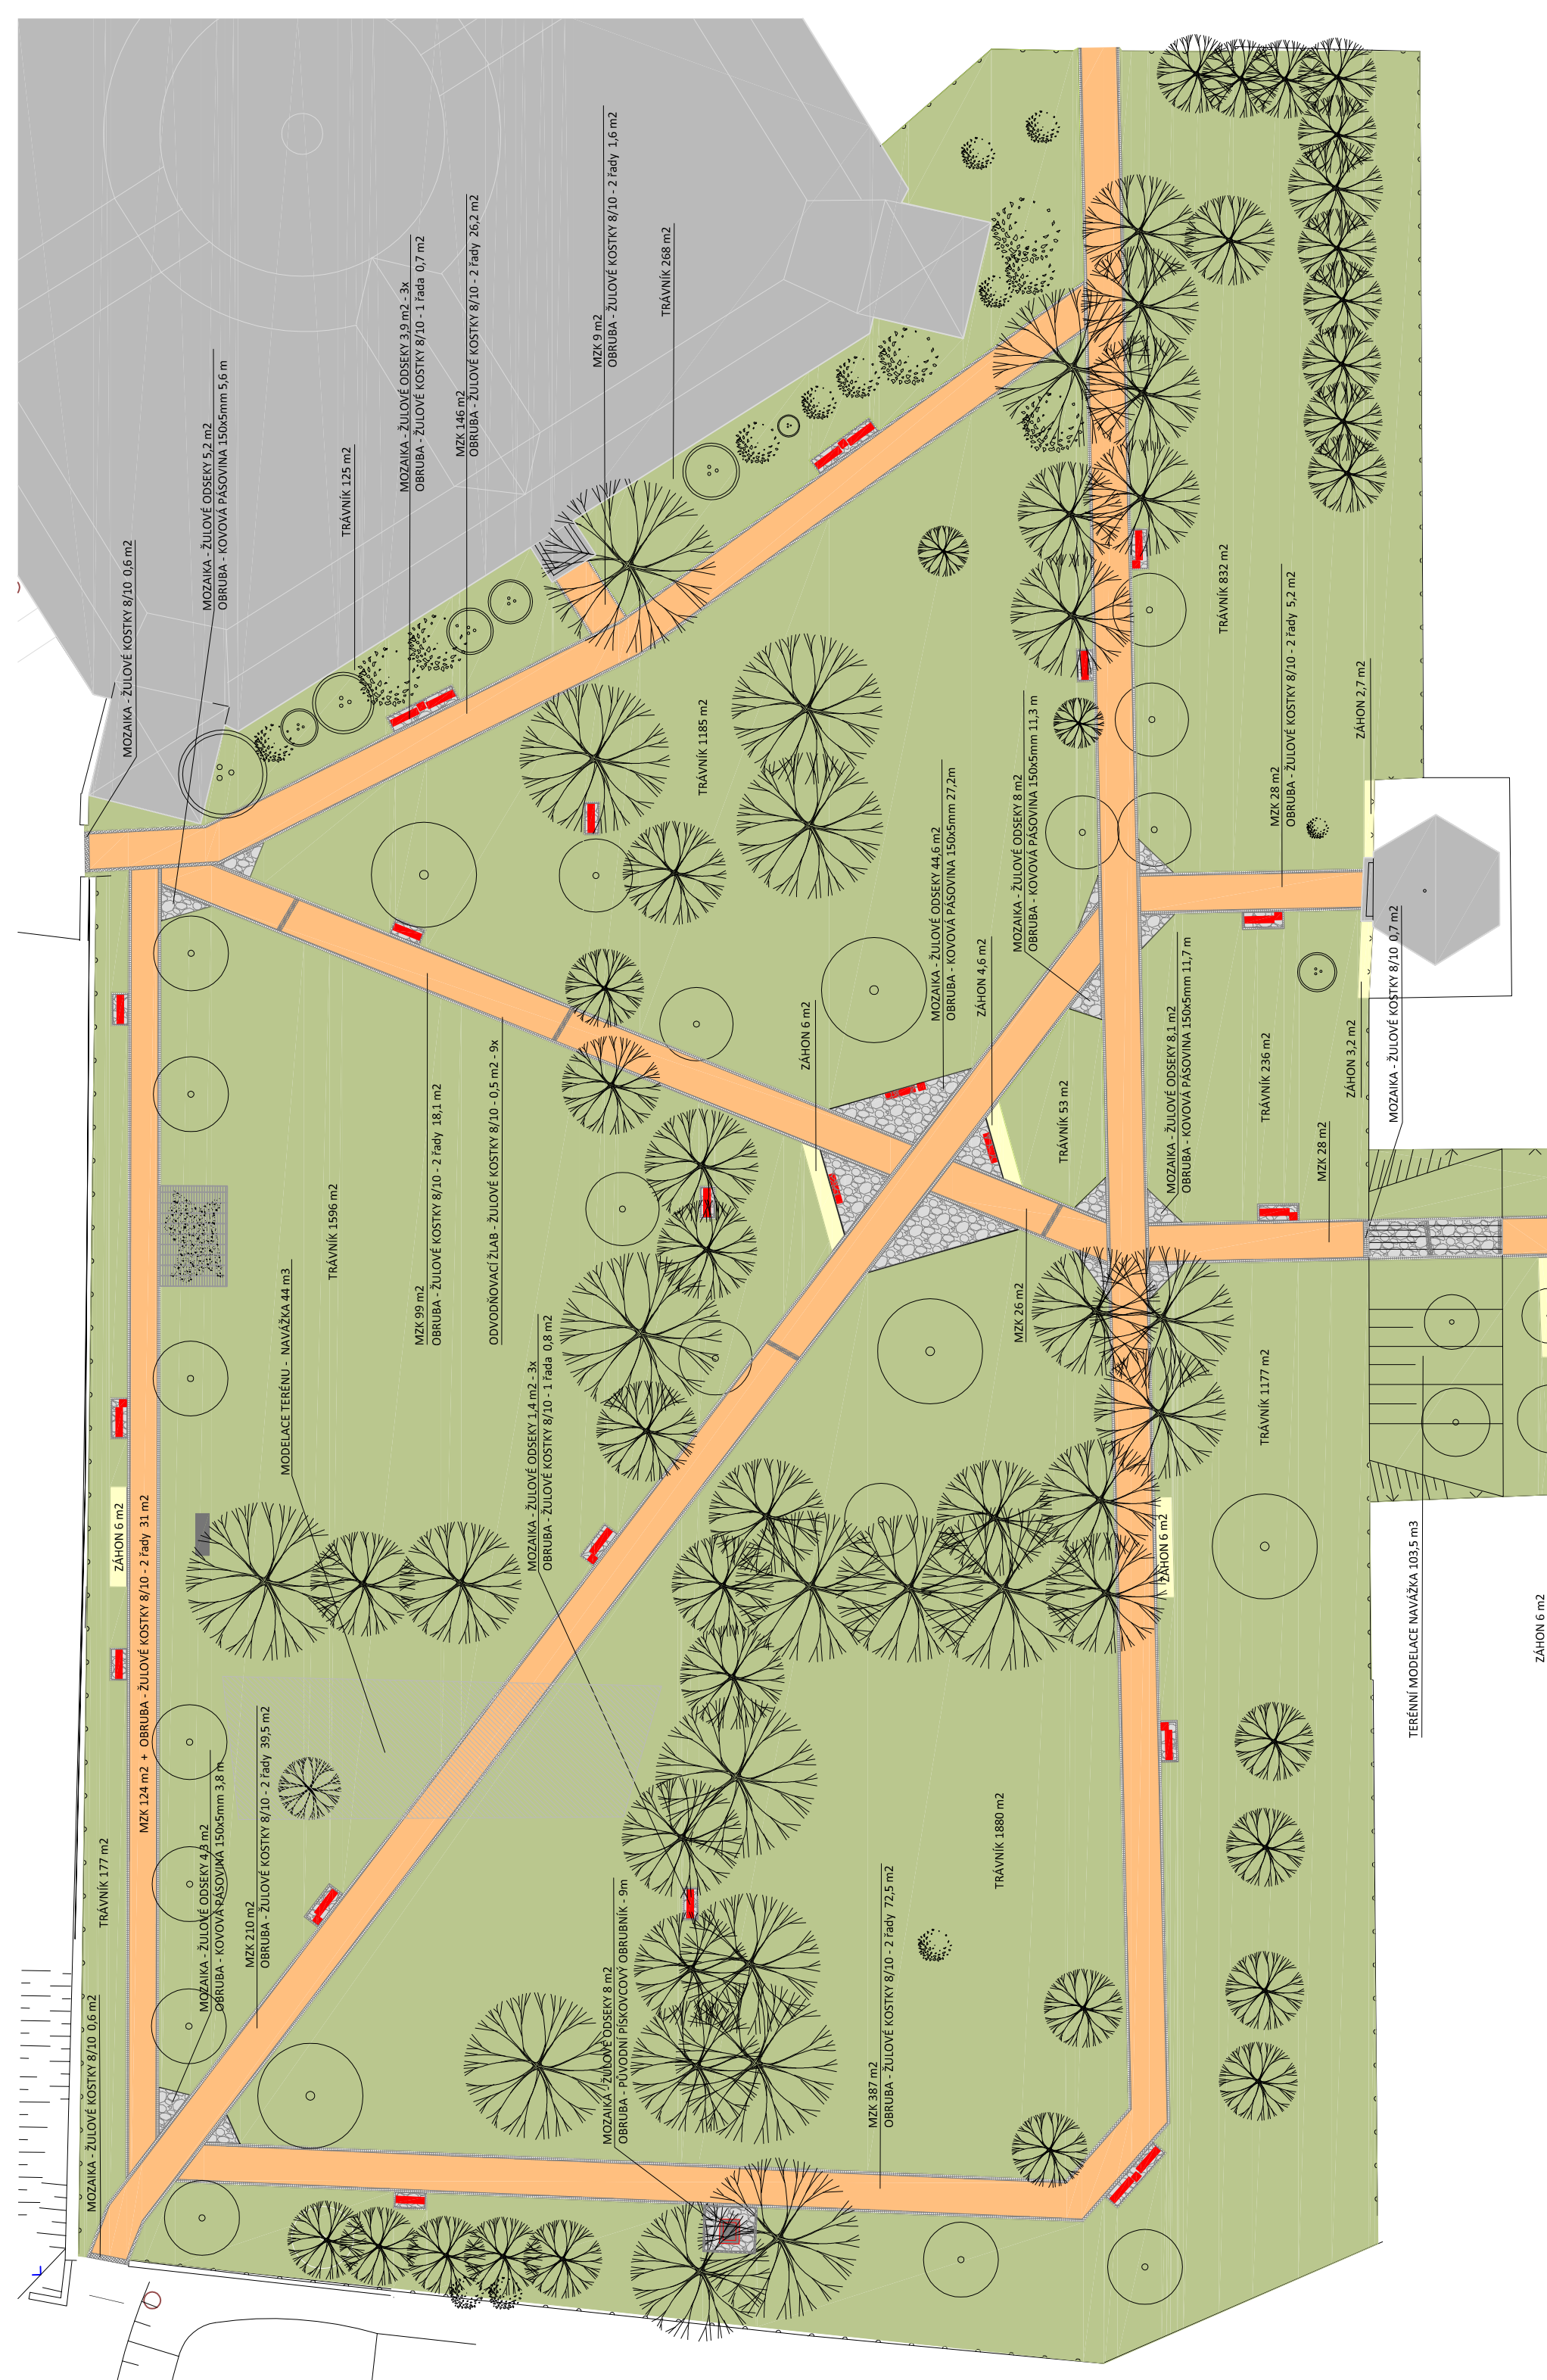 MOZAIKA - ŽULOVÉ KOSTKY 8/10  0,6 m2
MOZAIKA - ŽULOVÉ ODSEKY 5,2 m2
OBRUBA - KOVOVÁ PÁSOVINA 150x5mm 5,6 m
TRÁVNÍK 125 m2
MOZAIKA - ŽULOVÉ ODSEKY 3,9 m2 - 3x
OBRUBA - ŽULOVÉ KOSTKY 8/10 - 1 řada  0,7 m2
MZK 146 m2
OBRUBA - ŽULOVÉ KOSTKY 8/10 - 2 řady  26,2 m2
MZK 9 m2
OBRUBA - ŽULOVÉ KOSTKY 8/10 - 2 řady  1,6 m2
TRÁVNÍK 268 m2
TRÁVNÍK 1185 m2
TRÁVNÍK 832 m2
MZK 28 m2
OBRUBA - ŽULOVÉ KOSTKY 8/10 - 2 řady  5,2 m2
ZÁHON 2,7 m2
MOZAIKA - ŽULOVÉ ODSEKY 44,6 m2
OBRUBA - KOVOVÁ PÁSOVINA 150x5mm 27,2m
MOZAIKA - ŽULOVÉ ODSEKY 8 m2
OBRUBA - KOVOVÁ PÁSOVINA 150x5mm 11,3 m
ZÁHON 6 m2
ZÁHON 4,6 m2
TRÁVNÍK 53 m2
MOZAIKA - ŽULOVÉ ODSEKY 8,1 m2
OBRUBA - KOVOVÁ PÁSOVINA 150x5mm 11,7 m
TRÁVNÍK 236 m2
MZK 28 m2
ZÁHON 3,2 m2
MOZAIKA - ŽULOVÉ KOSTKY 8/10  0,7 m2
TRÁVNÍK 1596 m2
MODELACE TERÉNU -  NAVÁŽKA 44 m3
MZK 99 m2
OBRUBA - ŽULOVÉ KOSTKY 8/10 - 2 řady  18,1 m2
ODVODŇOVACÍ ŽLAB - ŽULOVÉ KOSTKY 8/10 - 0,5 m2 - 9x
MOZAIKA - ŽULOVÉ ODSEKY 1,4 m2 - 3x
OBRUBA - ŽULOVÉ KOSTKY 8/10 - 1 řada  0,8 m2
MZK 26 m2
TRÁVNÍK 1177 m2
ZÁHON 6 m2
MZK 124 m2  +  OBRUBA - ŽULOVÉ KOSTKY 8/10 - 2 řady  31 m2
ZÁHON 6 m2
TERÉNNÍ MODELACE NAVÁŽKA 103,5 m3
ZÁHON 6 m2
TRÁVNÍK 177 m2
MOZAIKA - ŽULOVÉ KOSTKY 8/10  0,6 m2
MOZAIKA - ŽULOVÉ ODSEKY 4,3 m2
OBRUBA - KOVOVÁ PÁSOVINA 150x5mm 3,8 m
MZK 210 m2
OBRUBA - ŽULOVÉ KOSTKY 8/10 - 2 řady  39,5 m2
MOZAIKA - ŽULOVÉ ODSEKY 8 m2
OBRUBA - PŮVODNÍ PÍSKOVCOVÝ OBRUBNÍK - 9m
MZK 387 m2
OBRUBA - ŽULOVÉ KOSTKY 8/10 - 2 řady  72,5 m2
TRÁVNÍK 1880 m2